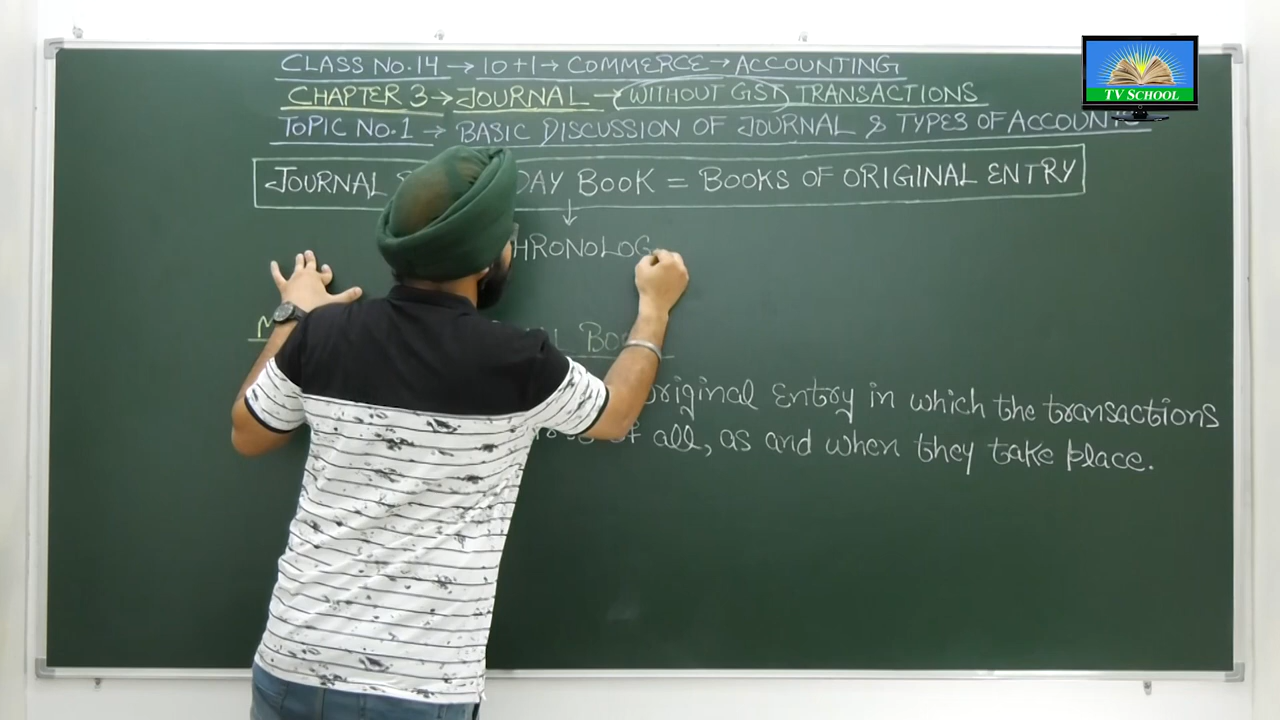 CLASS NO.14 → 10+1 → COMMERCE → ACCOUNTING
CHAPTER 3 → JOURNAL → WITHOUT GST TRANSACTIONS
TOPIC NO.1 → BASIC DISCUSSION OF JOURNAL & TYPES OF ACCOUNTS
TV SCHOOL
JOURNAL DAY BOOK = BOOKS OF ORIGINAL ENTRY
HRONOLOG
original Entry in which the transactions
of all, as and when they take place.